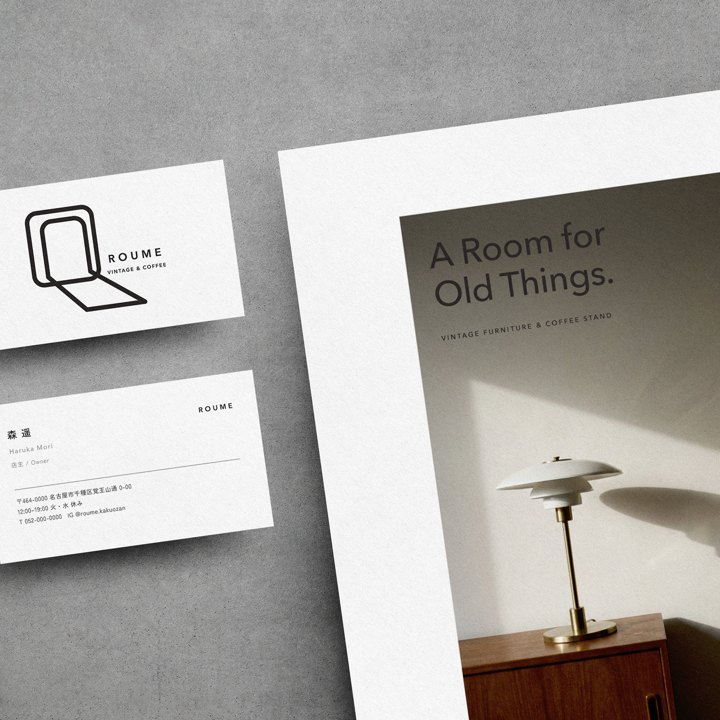 ROUME
VINTAGE & COFFEE
ROUME
森 遥
Haruka Mori
店主 / Owner
〒464-0000 名古屋市千種区覚王山通 0-00
12:00-19:00 火・水 休み
T 052-000-0000 IG @roume.kakuozan
A Room for
Old Things.
VINTAGE FURNITURE & COFFEE STAND